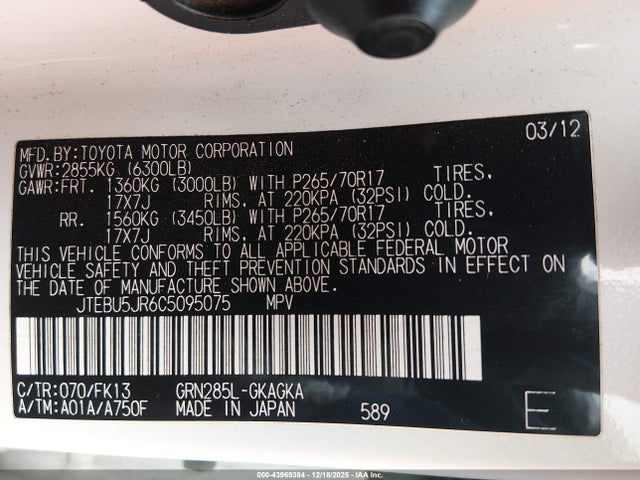 03/12
MFD.BY:TOYOTA MOTOR CORPORATION
GVWR:2855KG (6300LB)
GAWR:FRT. 1360KG (3000LB) WITH P265/70R17 TIRES,
17X7J RIMS, AT 220KPA (32PSI) COLD.
RR. 1560KG (3450LB) WITH P265/70R17 TIRES,
17X7J RIMS, AT 220KPA (32PSI) COLD.
THIS VEHICLE CONFORMS TO ALL APPLICABLE FEDERAL MOTOR
VEHICLE SAFETY AND THEFT PREVENTION STANDARDS IN EFFECT ON
THE DATE OF MANUFACTURE SHOWN ABOVE.
JTEBU5JR6C5095075 MPV
C/TR:070/FK13 GRN285L-GKAGKA
A/TM:A01A/A750F MADE IN JAPAN 589 E
000-43969384 | 12/18/2025 | IAA Inc.